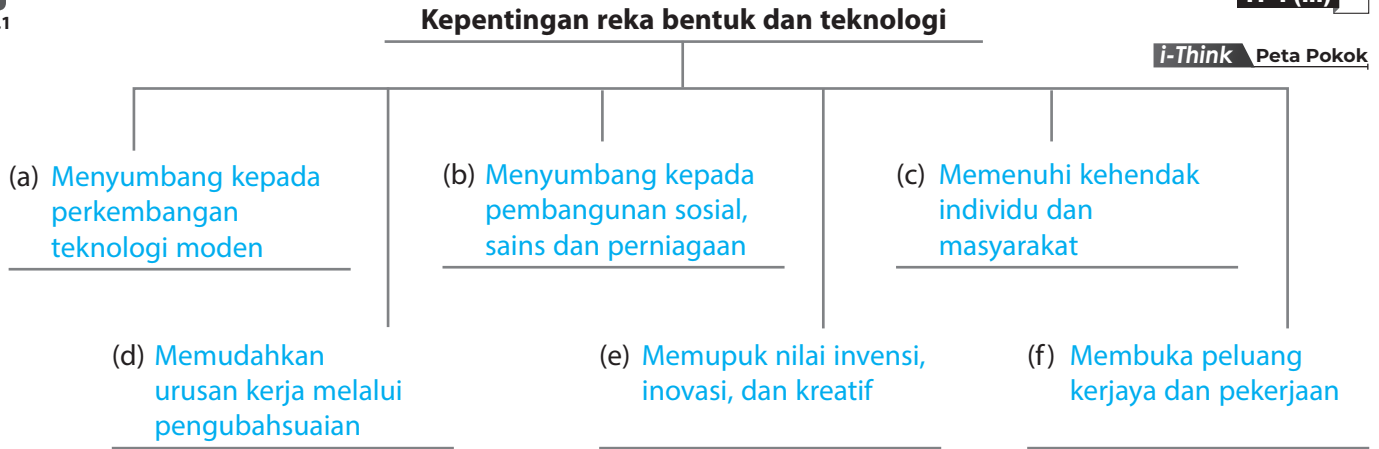 Kepentingan reka bentuk dan teknologi
i-Think Peta Pokok
(a) Menyumbang kepada
perkembangan
teknologi moden
(b) Menyumbang kepada
pembangunan sosial,
sains dan perniagaan
(c) Memenuhi kehendak
individu dan
masyarakat
(d) Memudahkan
urusan kerja melalui
pengubahsuaian
(e) Memupuk nilai invensi,
inovasi, dan kreatif
(f) Membuka peluang
kerjaya dan pekerjaan